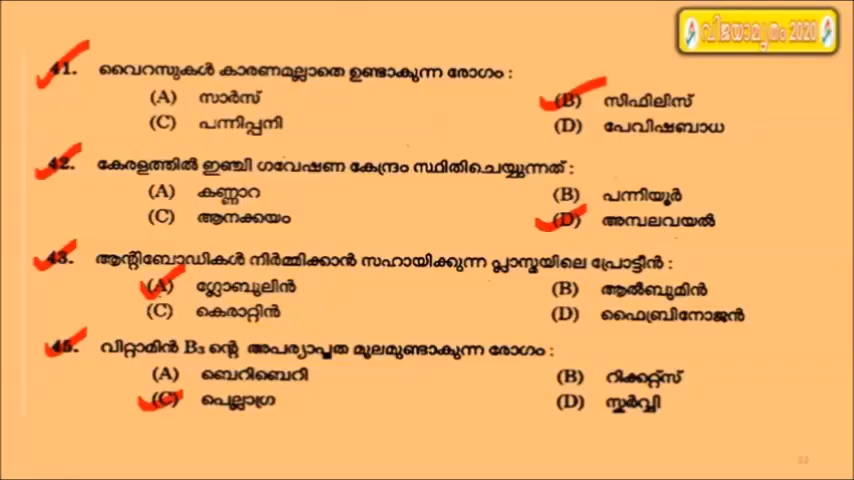 വിജയാമൃതം 2020
41. വൈറസുകൾ കാരണമല്ലാതെ ഉണ്ടാകുന്ന രോഗം :
(A) സാർസ് (B) സിഫിലിസ്
(C) പന്നിപ്പനി (D) പേവിഷബാധ
42. കേരളത്തിൽ ഇഞ്ചി ഗവേഷണ കേന്ദ്രം സ്ഥിതിചെയ്യുന്നത് :
(A) കണ്ണാറ (B) പന്നിയൂർ
(C) ആനക്കയം (D) അമ്പലവയൽ
43. ആന്റിബോഡികൾ നിർമ്മിക്കാൻ സഹായിക്കുന്ന പ്ലാസ്മയിലെ പ്രോട്ടീൻ :
(A) ഗ്ലോബുലിൻ (B) ആൽബുമിൻ
(C) കെരാറ്റിൻ (D) ഫൈബ്രിനോജൻ
45. വിറ്റാമിൻ B₃ ന്റെ അപര്യാപ്തത മൂലമുണ്ടാകുന്ന രോഗം :
(A) ബെറിബെറി (B) റിക്കറ്റ്സ്
(C) പെല്ലാഗ്ര (D) സ്കർവ്വി